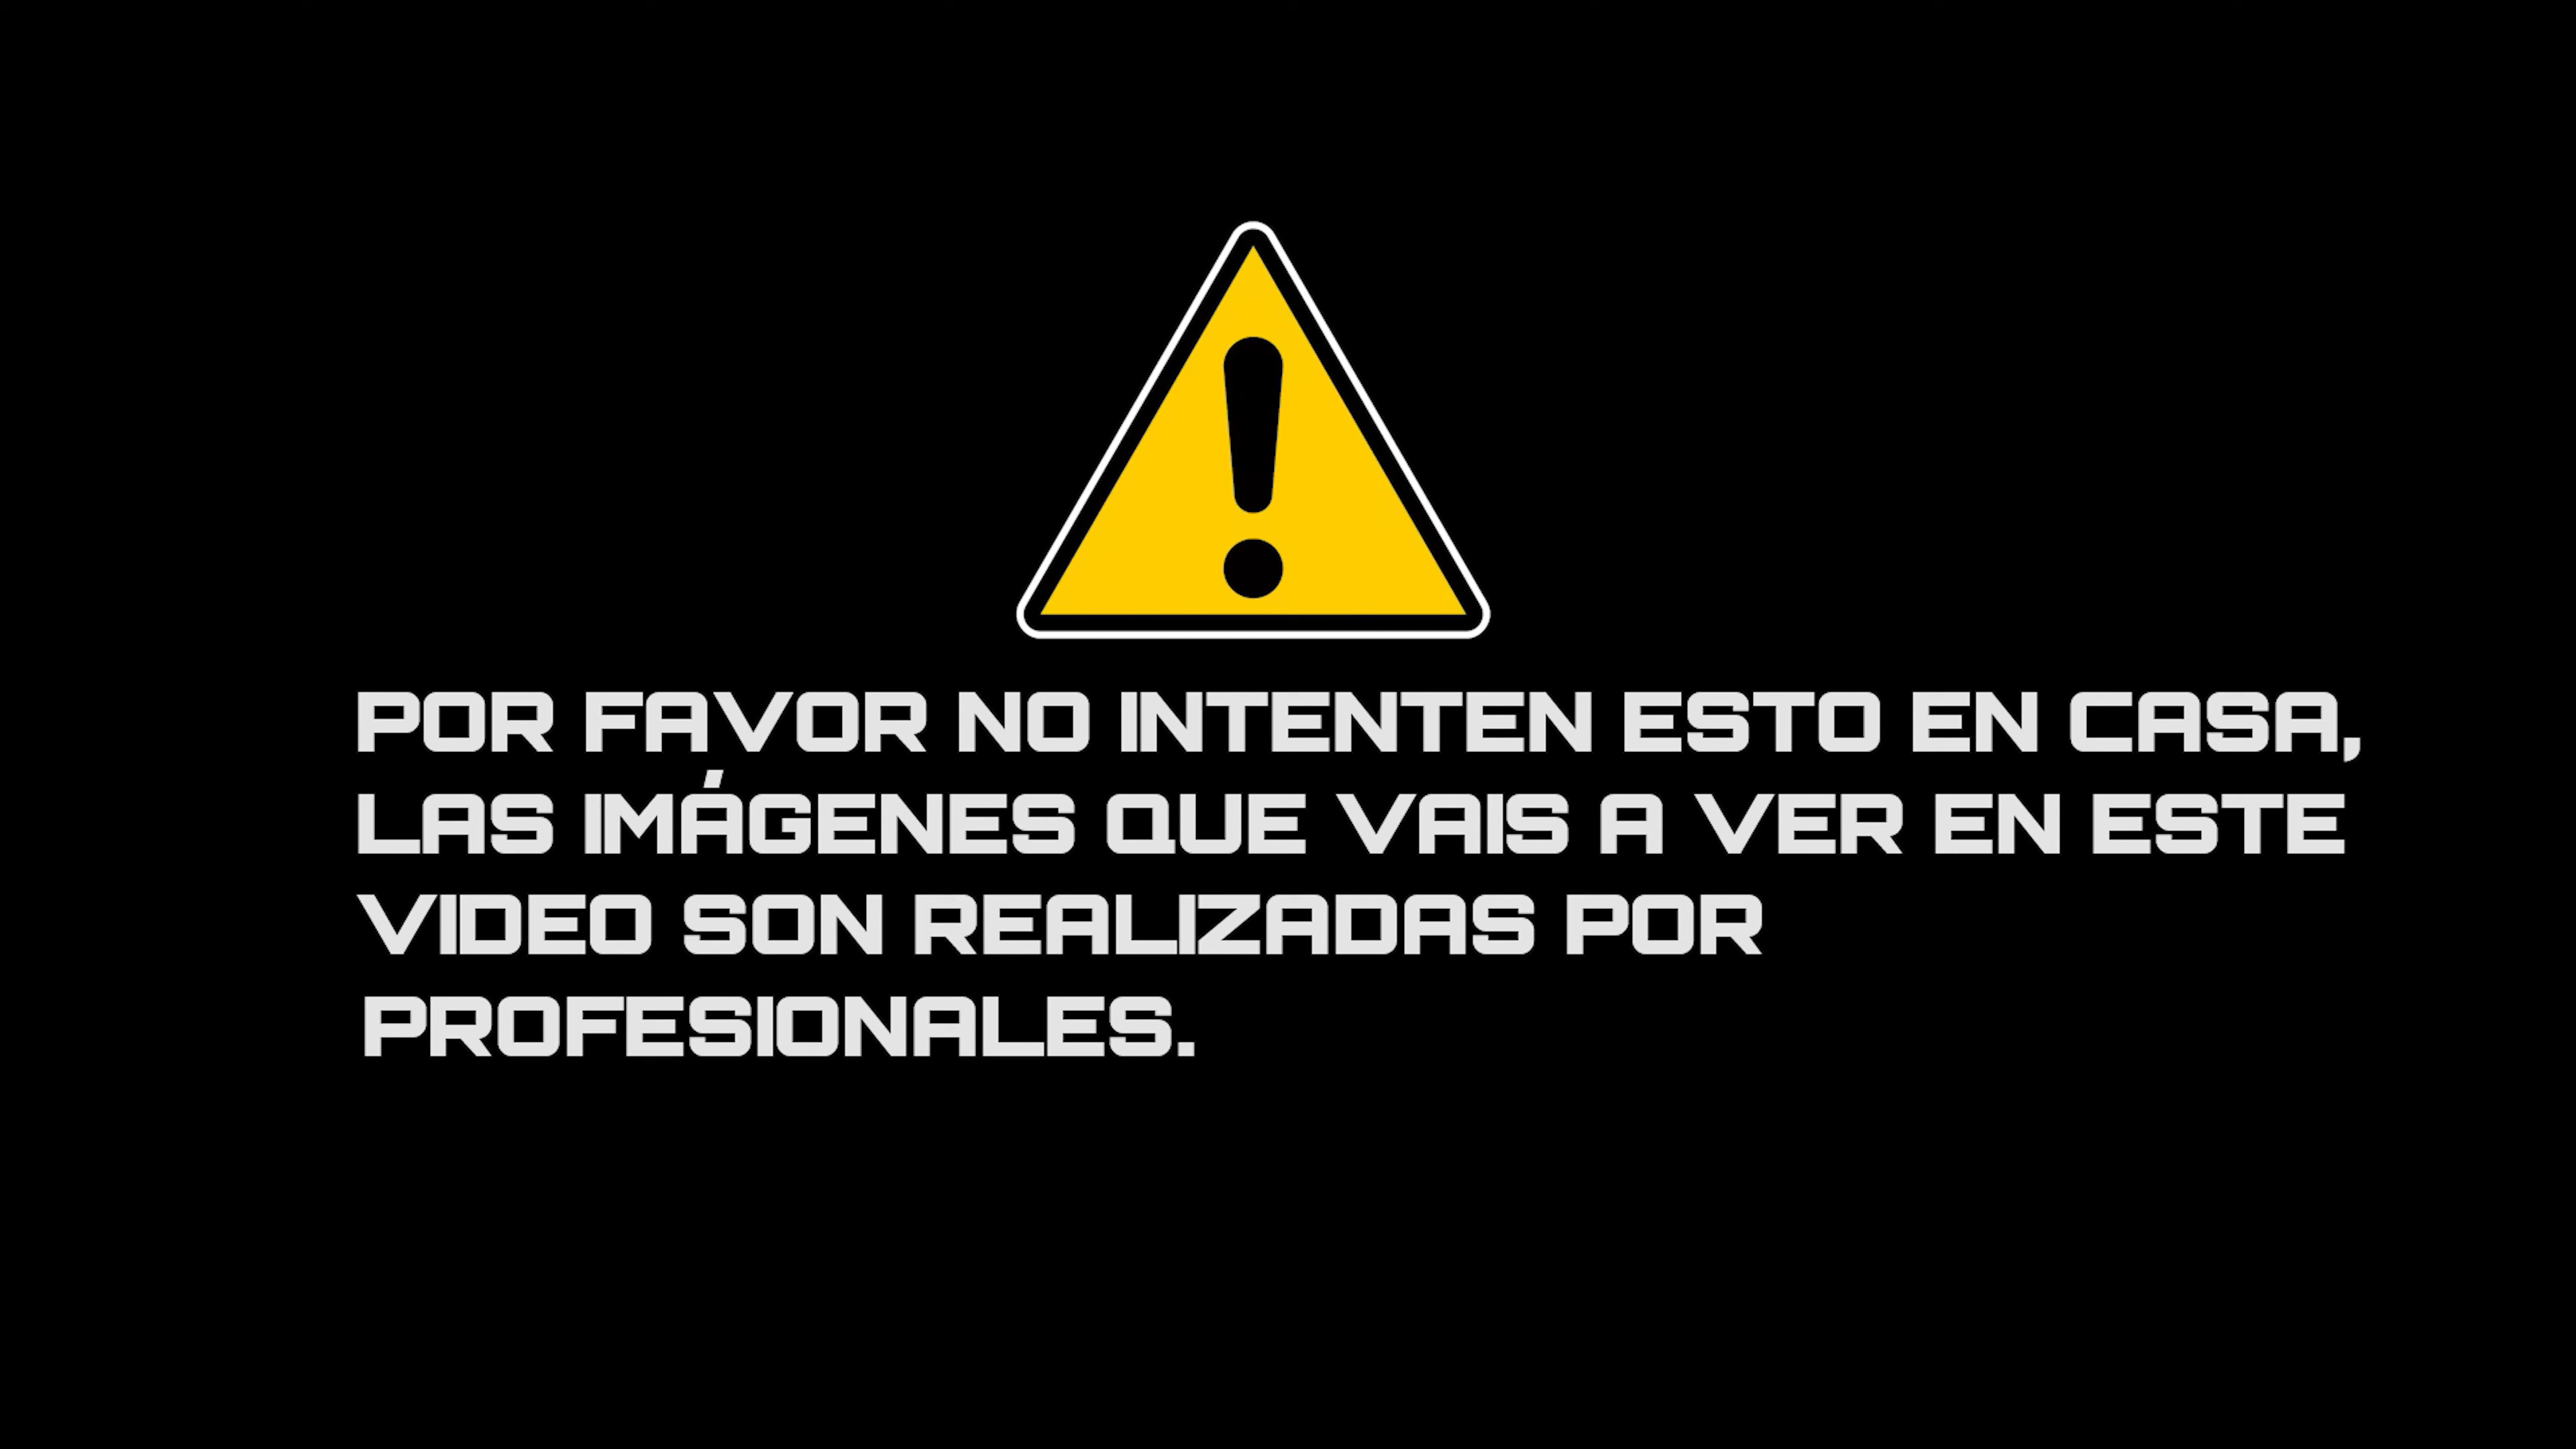 POR FAVOR NO INTENTEN ESTO EN CASA,
LAS IMÁGENES QUE VAIS A VER EN ESTE
VIDEO SON REALIZADAS POR
PROFESIONALES.